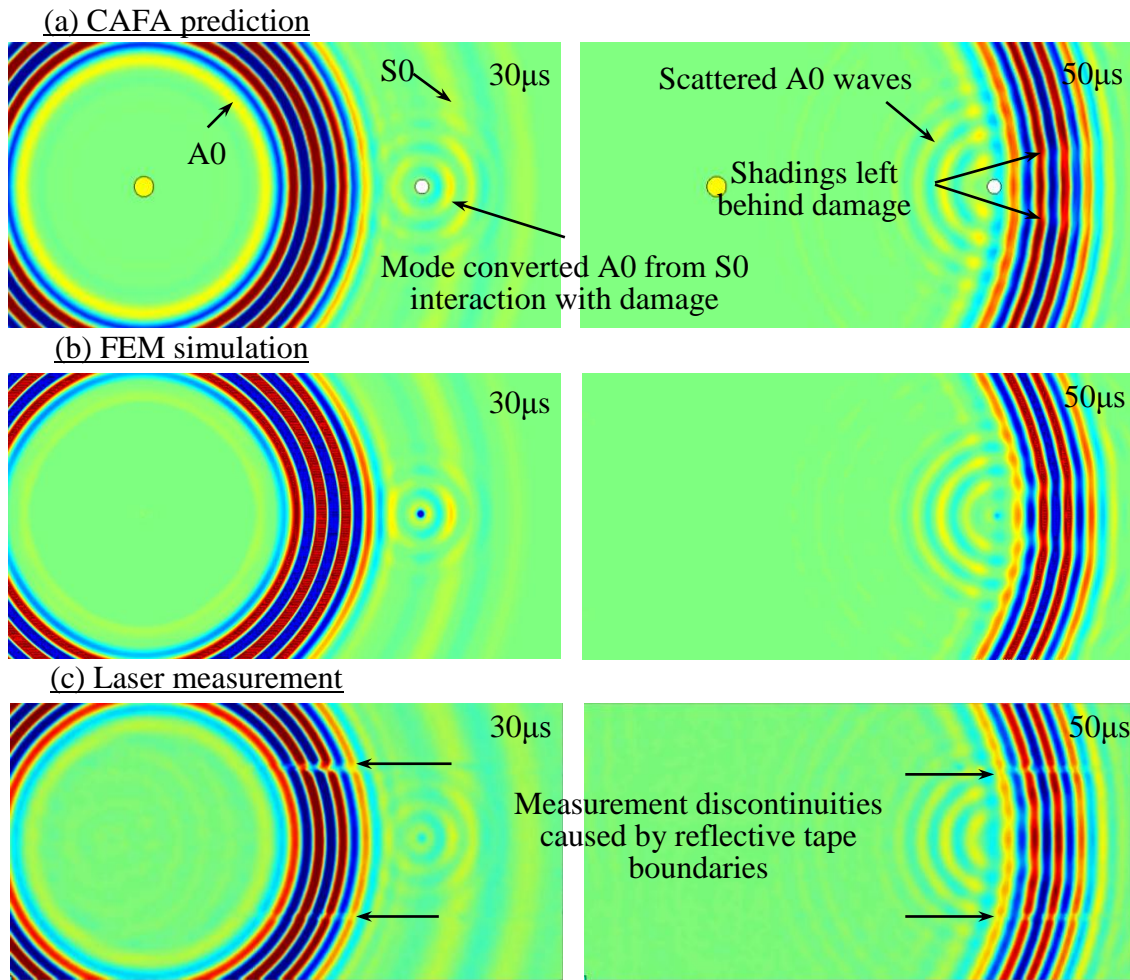 (a) CAFA prediction
S0
30μs
A0
Mode converted A0 from S0
interaction with damage
Scattered A0 waves
50μs
Shadings left
behind damage
(b) FEM simulation
30μs
50μs
(c) Laser measurement
30μs
50μs
Measurement discontinuities
caused by reflective tape
boundaries